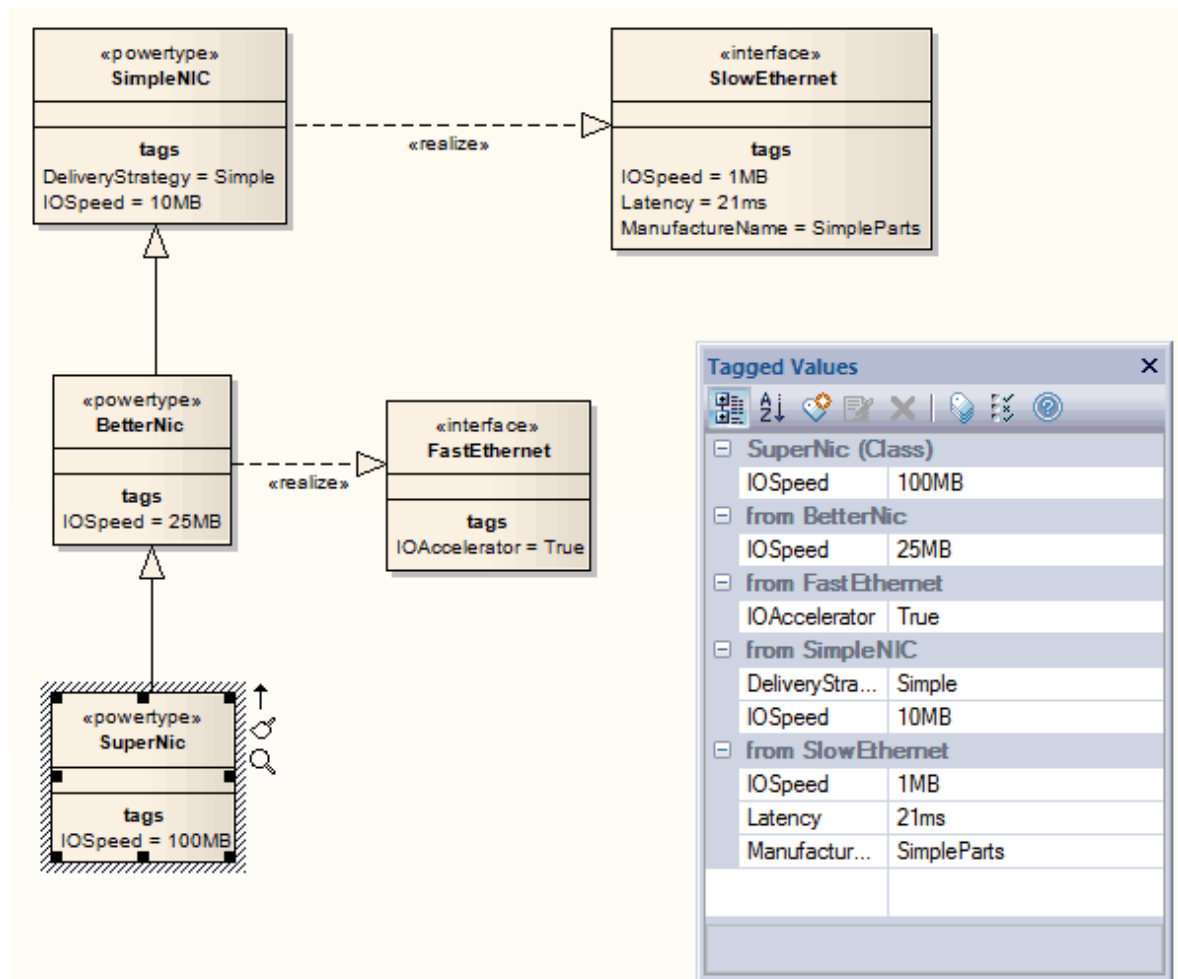 «powertype»
SimpleNIC
tags
DeliveryStrategy = Simple
IOSpeed = 10MB
«realize»
«interface»
SlowEthernet
tags
IOSpeed = 1MB
Latency = 21ms
ManufactureName = SimpleParts
«powertype»
BetterNic
tags
IOSpeed = 25MB
«realize»
«interface»
FastEthernet
tags
IOAccelerator = True
«powertype»
SuperNic
tags
IOSpeed = 100MB
Tagged Values
SuperNic (Class)
IOSpeed 100MB
from BetterNic
IOSpeed 25MB
from FastEthernet
IOAccelerator True
from SimpleNIC
DeliveryStra... Simple
IOSpeed 10MB
from SlowEthernet
IOSpeed 1MB
Latency 21ms
Manufactur... SimpleParts